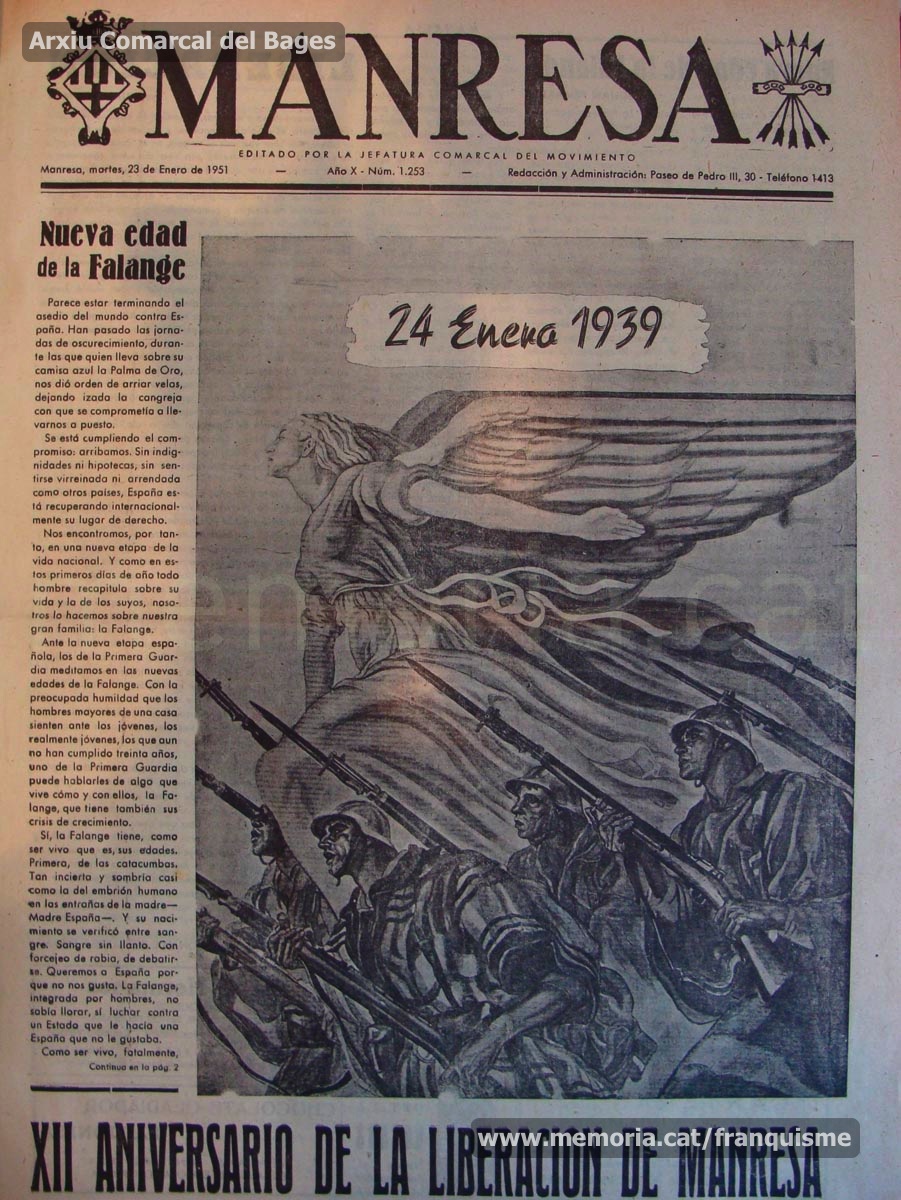 Arxiu Comarcal del Bages
MANRESA
EDITADO POR LA JEFATURA COMARCAL DEL MOVIMIENTO
Manresa, martes, 23 de Enero de 1951 — Año X - Núm. 1.253 — Redacción y Administración: Paseo de Pedro III, 30 - Teléfono 1413
Nueva edad
de la Falange
Parece estar terminando el
asedio del mundo contra Es-
paña. Han pasado las jorna-
das de oscurecimiento, duran-
te las que quien lleva sobre su
camisa azul la Palma de Oro,
nos dió orden de arriar velas,
dejando izada la cangreja
con que se comprometía a lle-
varnos a puesto.
Se está cumpliendo el com-
promiso: arribamos. Sin indig-
nidades ni hipotecas, sin sen-
tirse virreinada ni arrendada
como otros países, España es-
tá recuperando internacional-
mente su lugar de derecho.
Nos encontramos, por tan-
to, en una nueva etapa de la
vida nacional. Y como en es-
tos primeros días de año todo
hombre recapitula sobre su
vida y la de los suyos, noso-
tros lo hacemos sobre nuestra
gran familia: la Falange.
Ante la nueva etapa espa-
ñola, los de la Primera Guar-
dia meditamos en las nuevas
edades de la Falange. Con la
preocupada humildad que los
hombres mayores de una casa
sienten ante los jóvenes, los
realmente jóvenes, los que aun
no han cumplido treinta años,
uno de la Primera Guardia
puede hablarles de algo que
vive cómo y con ellos, la Fa-
lange, que tiene también sus
crisis de crecimiento.
Sí, la Falange tiene, como
ser vivo que es, sus edades.
Primera, de las catacumbas.
Tan incierta y sombría casi
como la del embrión humano
en las entrañas de la madre—
Madre España—. Y su naci-
miento se verificó entre san-
gre. Sangre sin llanto. Con
forcejeo de rabia, de debatir-
se. Queremos a España por-
que no nos gusta. La Falange,
integrada por hombres, no
sabía llorar, sí luchar contra
un Estado que le hacía una
España que no le gustaba.
Como ser vivo, fatalmente,
Continua en la pág. 2
24 Enero 1939
XII ANIVERSARIO DE LA LIBERACION DE MANRESA
www.memoria.cat/franquisme